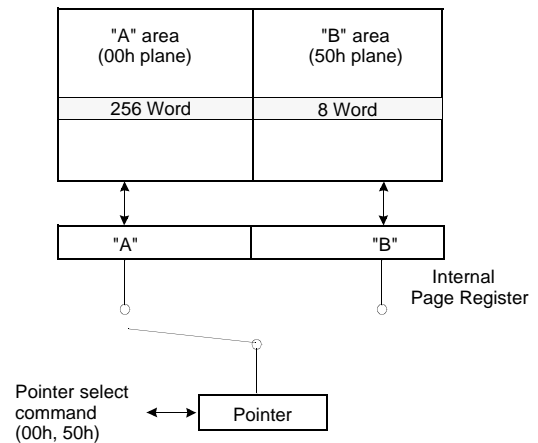 "A" area
(00h plane)
"B" area
(50h plane)
256 Word
8 Word
"A"
"B"
Internal
Page Register
Pointer select
command
(00h, 50h)
Pointer